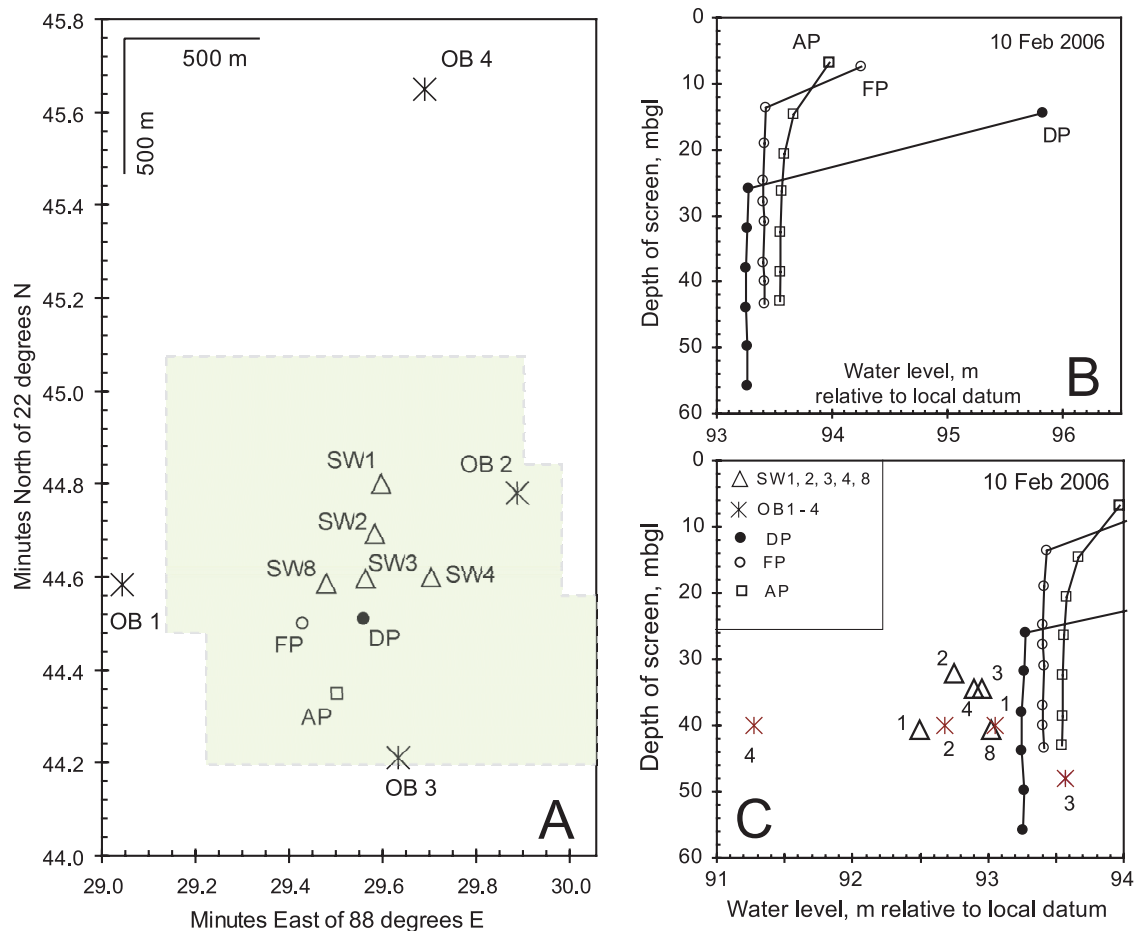 45.8
45.6
45.4
45.2
45.0
44.8
44.6
44.4
44.2
44.0
Minutes North of 22 degrees N
500 m
500 m
OB 4
SW1
OB 2
SW2
SW8
SW3
SW4
OB 1
FP
DP
AP
OB 3
A
29.0
29.2
29.4
29.6
29.8
30.0
Minutes East of 88 degrees E
0
10
20
30
40
50
60
Depth of screen, mbgl
AP
10 Feb 2006
FP
DP
Water level, m
relative to local datum
B
93
94
95
96
0
10
20
30
40
50
60
Depth of screen, mbgl
SW1, 2, 3, 4, 8
OB1 - 4
DP
FP
AP
10 Feb 2006
2
3
4
1
1
4
2
8
3
C
91
92
93
94
Water level, m relative to local datum